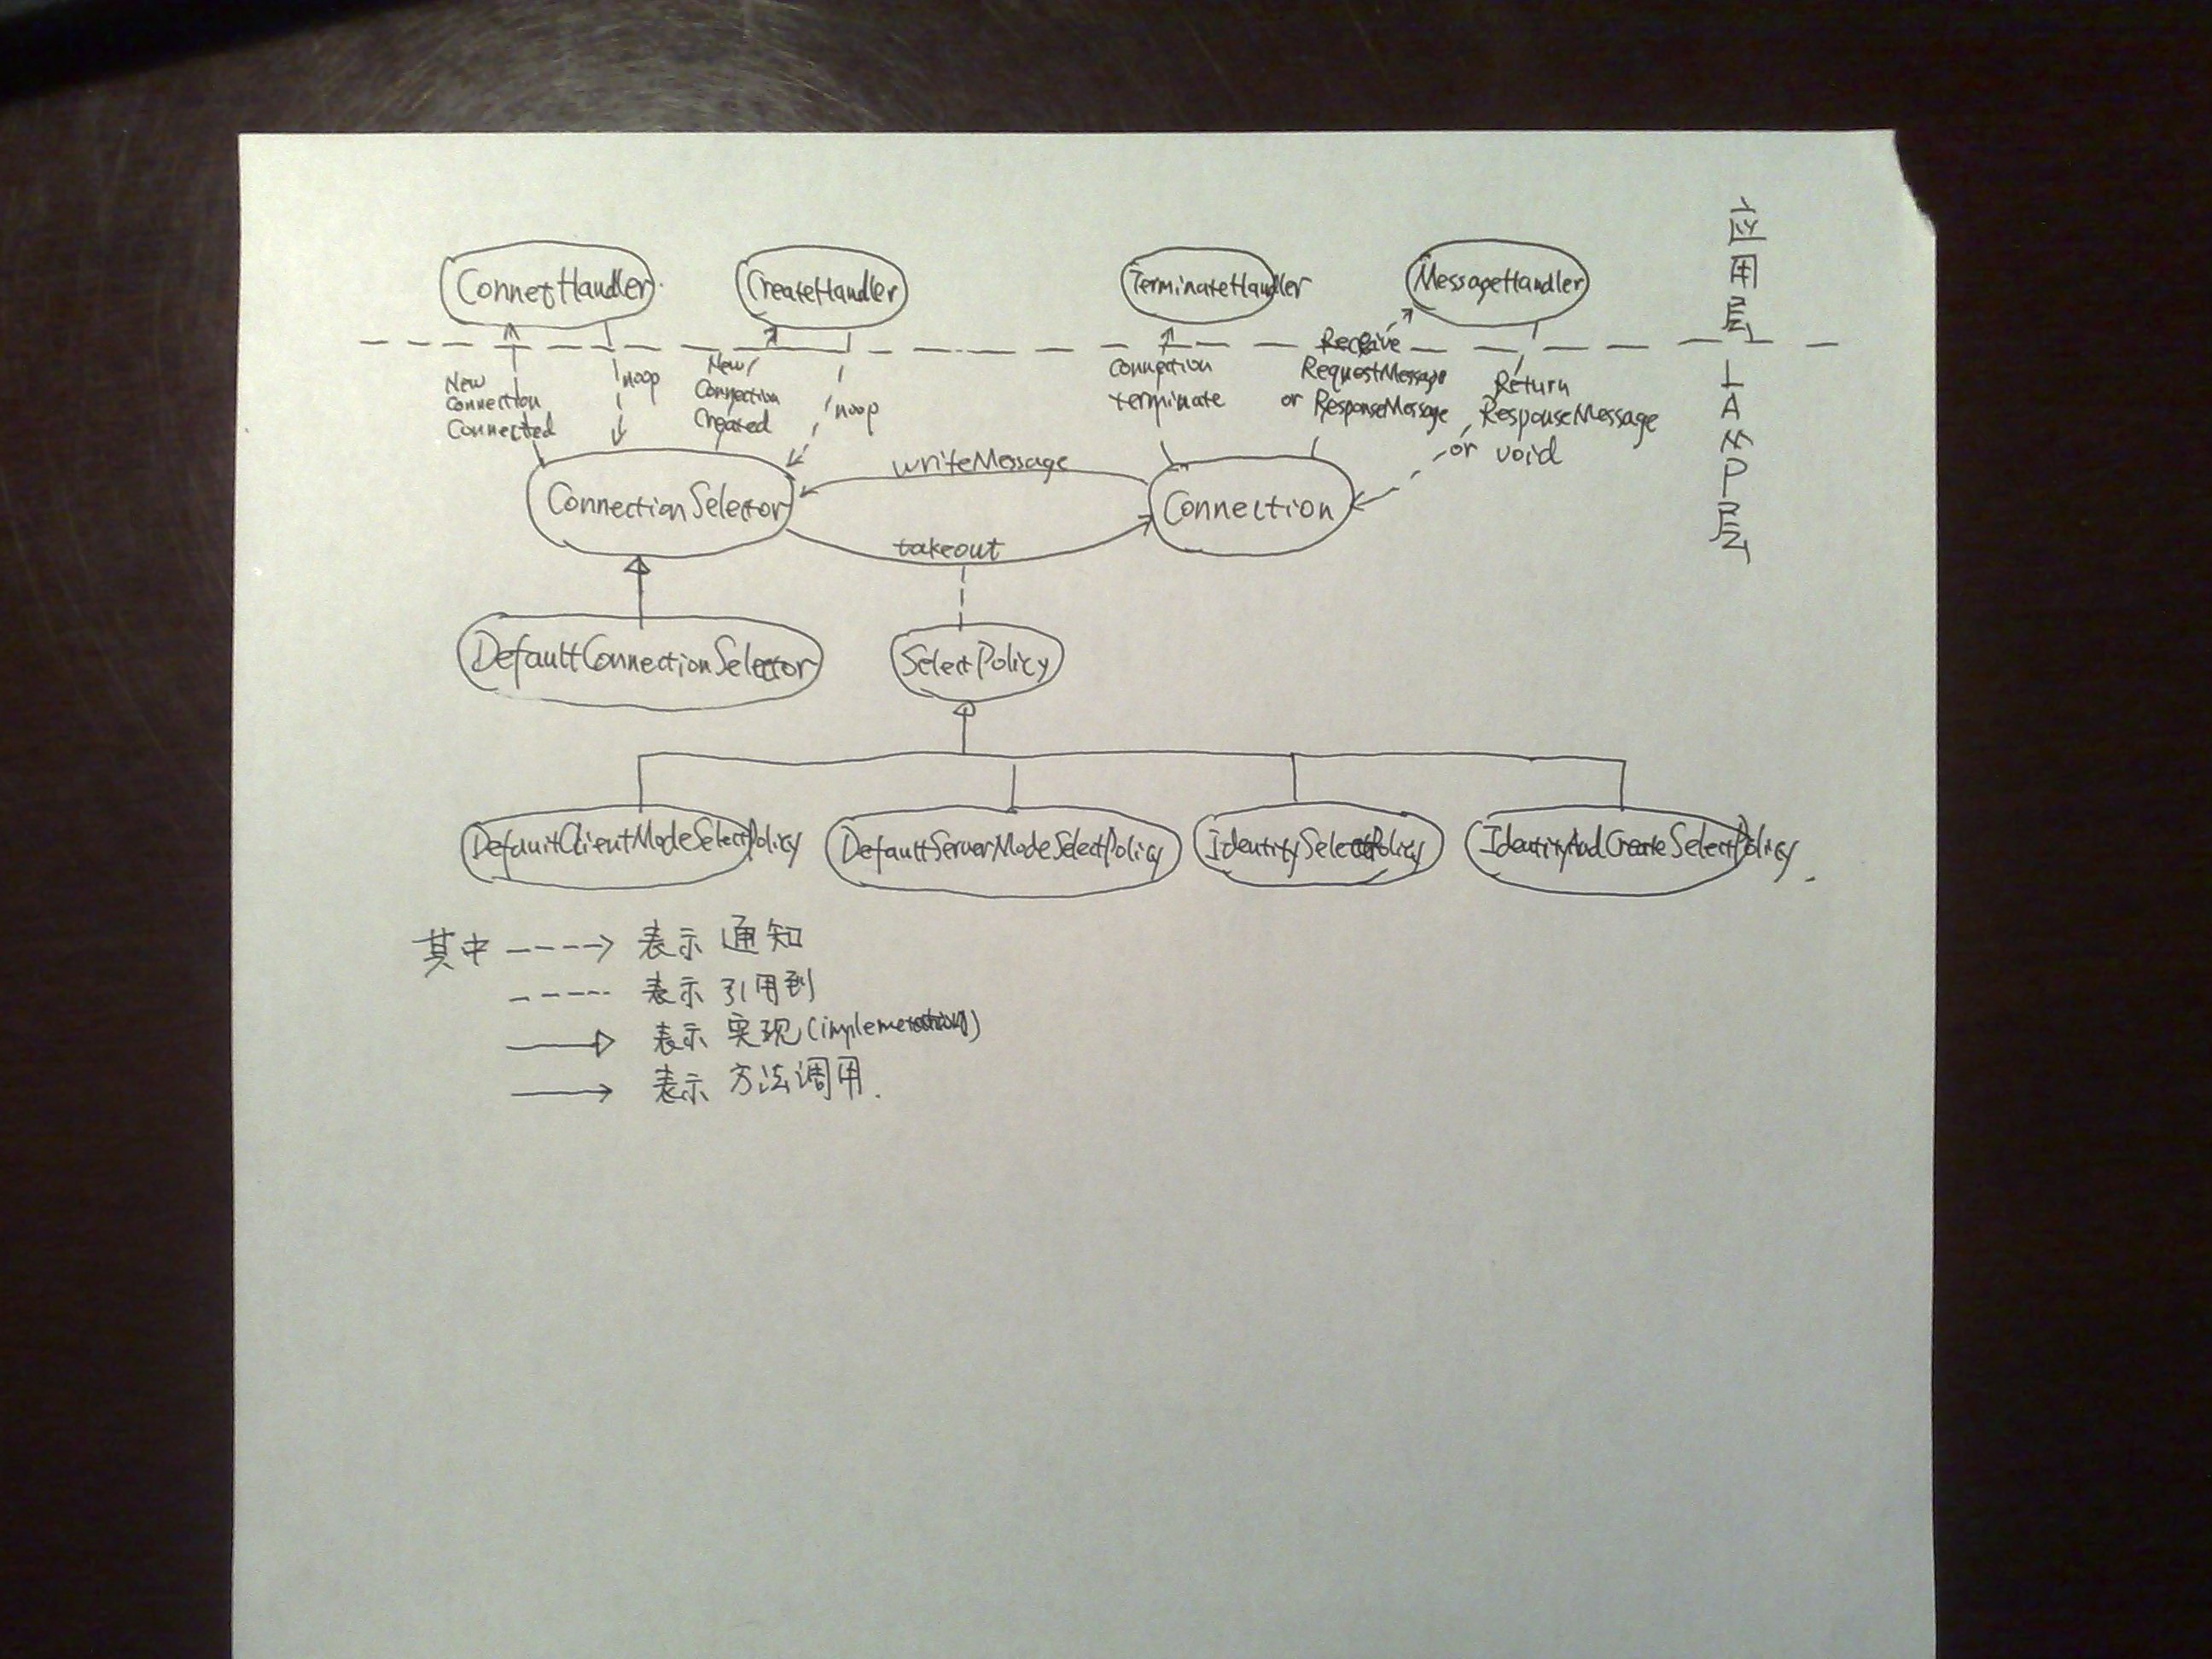 ConnectHandler
CreateHandler
TerminateHandler
MessageHandler
应用层
New
Connection
Connected
noop
New
Connection
Created
noop
Connection
terminate
Receive
RequestMessage
or ResponseMessage
Return
ResponseMessage
or void
LAMP层
ConnectionSelector
writeMessage
takeout
Connection
DefaultConnectionSelector
SelectPolicy
DefaultClientModeSelectPolicy
DefaultServerModeSelectPolicy
IdentitySelectPolicy
IdentityAndCreateSelectPolicy
其中 ----> 表示 通知
---- 表示 引用到
表示 实现(implementation)
表示 方法调用.